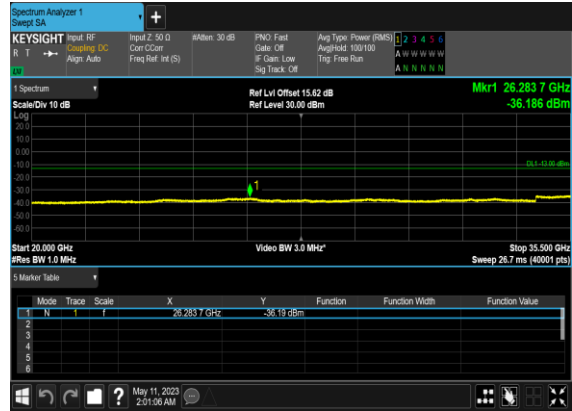 Spectrum Analyzer 1
Swept SA
+
KEYSIGHT Input: RF Input Z: 50 Ω #Atten: 30 dB PNO: Fast Avg Type: Power (RMS) 1 2 3 4 5 6
R T Coupling: DC Corr CCorr Gate: Off Avg|Hold: 100/100 A W W W W W
Align: Auto Freq Ref: Int (S) IF Gain: Low Trig: Free Run
Sig Track: Off A N N N N N
1 Spectrum Ref Lvl Offset 15.62 dB Mkr1 26.283 7 GHz
Scale/Div 10 dB Ref Level 30.00 dBm -36.186 dBm
Log
20.0
10.0
0.00
-10.0 DL1 -13.00 dBm
-20.0
-30.0 1
-40.0
-50.0
-60.0
Start 20.000 GHz Video BW 3.0 MHz* Stop 35.500 GHz
#Res BW 1.0 MHz Sweep 26.7 ms (40001 pts)
5 Marker Table
Mode Trace Scale X Y Function Function Width Function Value
1 N 1 f 26.283 7 GHz -36.19 dBm
2
3
4
5
6
? May 11, 2023
2:01:06 AM